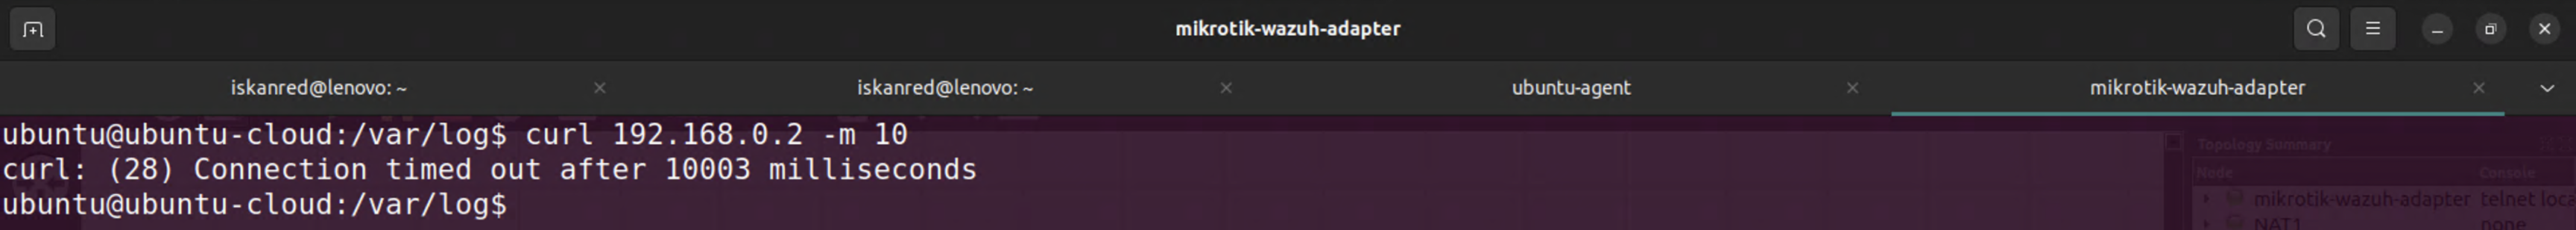 mikrotik-wazuh-adapter
iskanred@lenovo: ~
iskanred@lenovo: ~
ubuntu-agent
mikrotik-wazuh-adapter
ubuntu@ubuntu-cloud:/var/log$ curl 192.168.0.2 -m 10
curl: (28) Connection timed out after 10003 milliseconds
ubuntu@ubuntu-cloud:/var/log$
Topology Summary
Node Console
mikrotik-wazuh-adapter telnet loca
NAT1 none